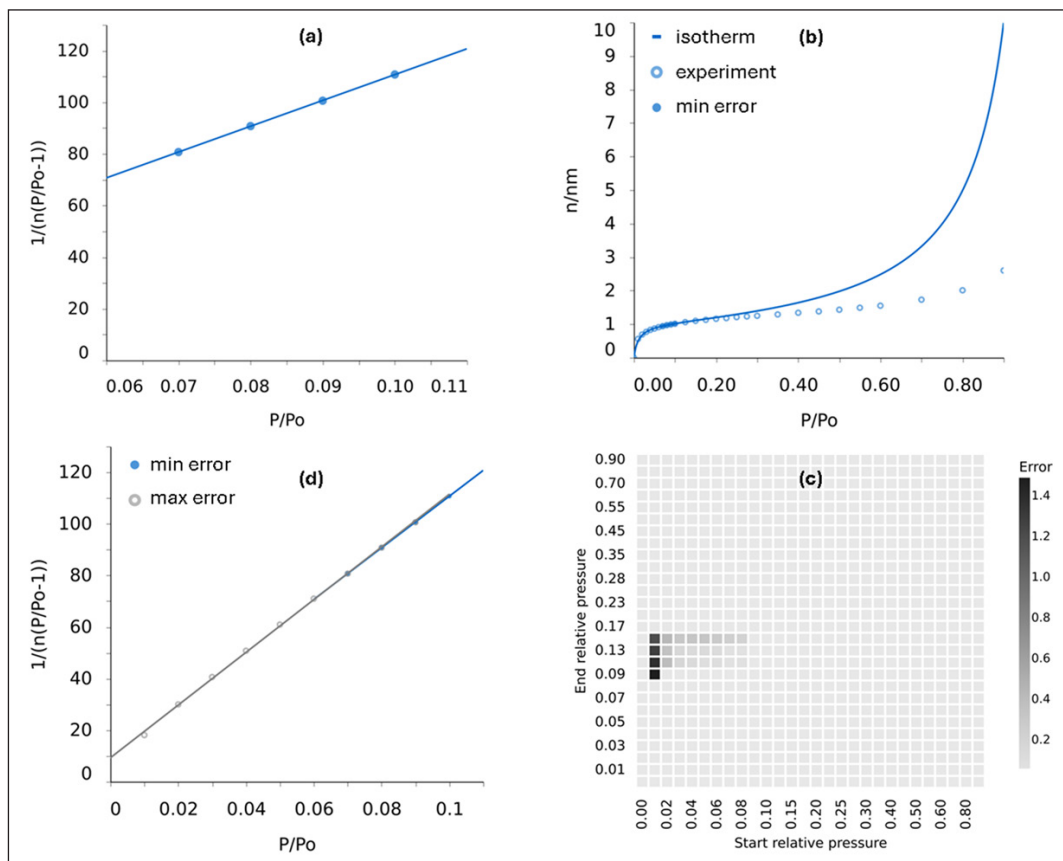 (a)
120
100
80
60
40
20
0
1/(n(P/Po-1))
0.06 0.07 0.08 0.09 0.10 0.11
P/Po
(b)
isotherm
experiment
min error
10
9
8
7
6
5
4
3
2
1
0
n/nm
0.00 0.20 0.40 0.60 0.80
P/Po
(d)
min error
max error
120
100
80
60
40
20
0
1/(n(P/Po-1))
0 0.02 0.04 0.06 0.08 0.1
P/Po
(c)
0.90
0.70
0.55
0.45
0.35
0.28
0.23
0.17
0.13
0.09
0.07
0.05
0.03
0.01
End relative pressure
0.00 0.02 0.04 0.06 0.08 0.10 0.15 0.20 0.25 0.30 0.40 0.50 0.60 0.80
Start relative pressure
Error
1.4
1.2
1.0
0.8
0.6
0.4
0.2